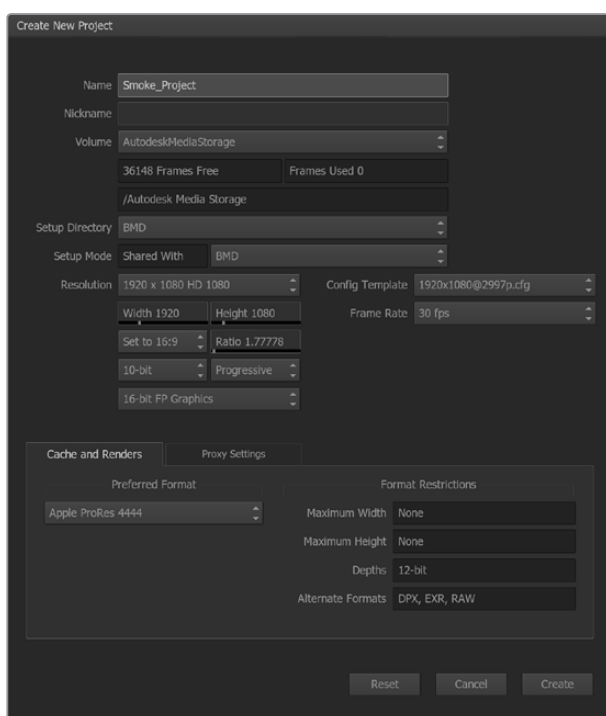 Create New Project
Name Smoke_Project
Nickname
Volume AutodeskMediaStorage
36148 Frames Free Frames Used 0
/Autodesk Media Storage
Setup Directory BMD
Setup Mode Shared With BMD
Resolution 1920 x 1080 HD 1080 Config Template 1920x1080@2997p.cfg
Width 1920 Height 1080 Frame Rate 30 fps
Set to 16:9 Ratio 1.77778
10-bit Progressive
16-bit FP Graphics
Cache and Renders Proxy Settings
Preferred Format Format Restrictions
Apple ProRes 4444 Maximum Width None
Maximum Height None
Depths 12-bit
Alternate Formats DPX, EXR, RAW
Reset Cancel Create